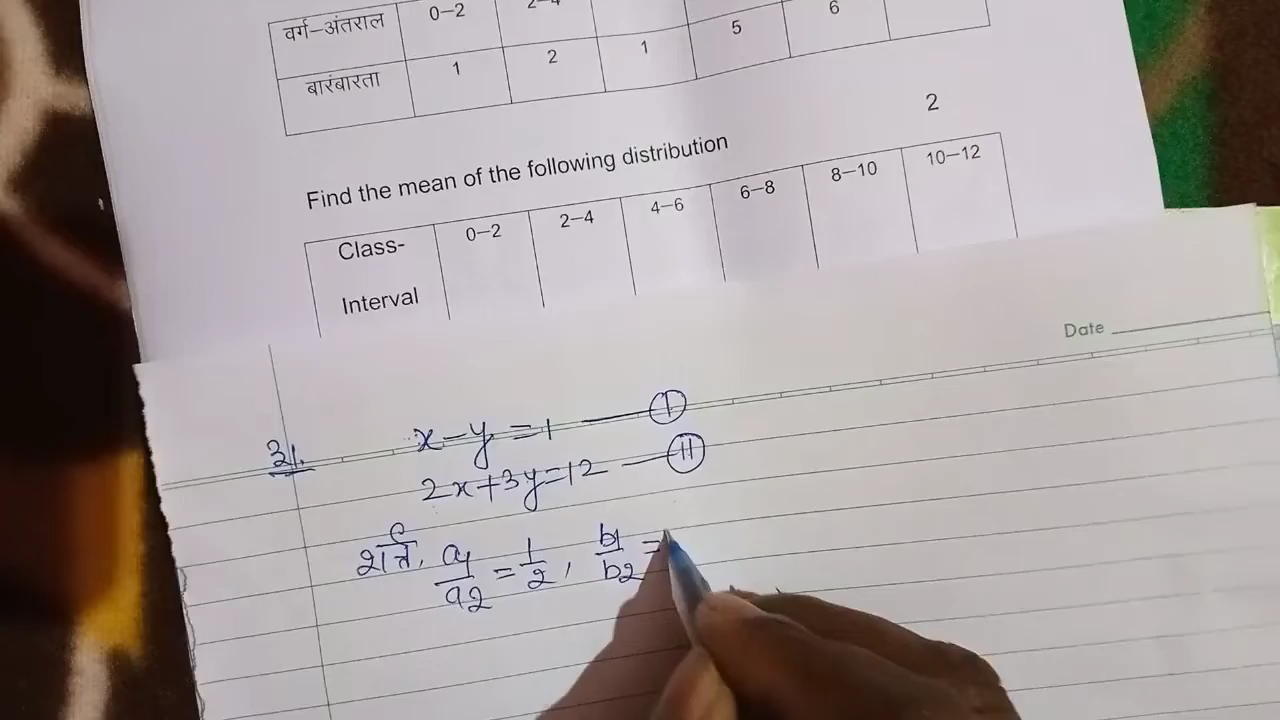 वर्ग–अंतराल 0–2 2–4
बारंबारता 1 2 1 5 6
2
Find the mean of the following distribution
Class-Interval 0–2 2–4 4–6 6–8 8–10 10–12
Date
31. x-y=1 — I
2x+3y=12 — II
शर्त, a1/a2 = 1/2, b1/b2 =